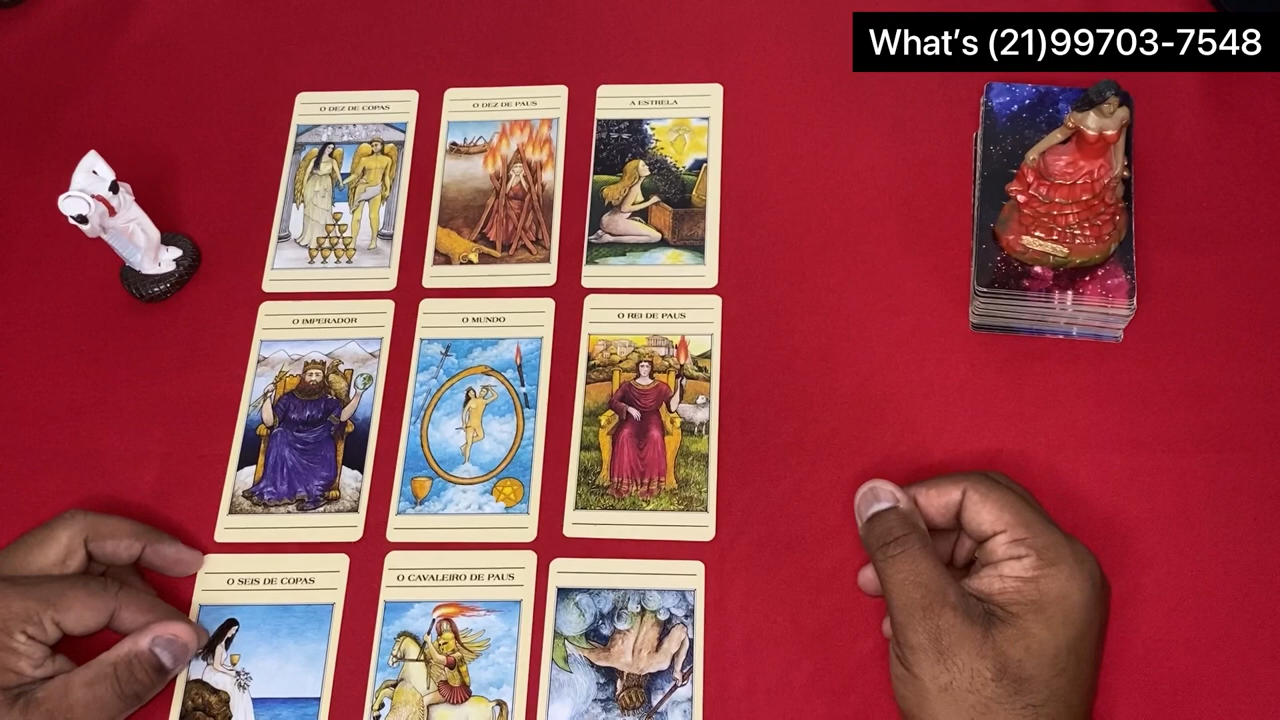 What's (21)99703-7548
O DEZ DE COPAS
O DEZ DE PAUS
A ESTRELA
O IMPERADOR
O MUNDO
O REI DE PAUS
O SEIS DE COPAS
O CAVALEIRO DE PAUS